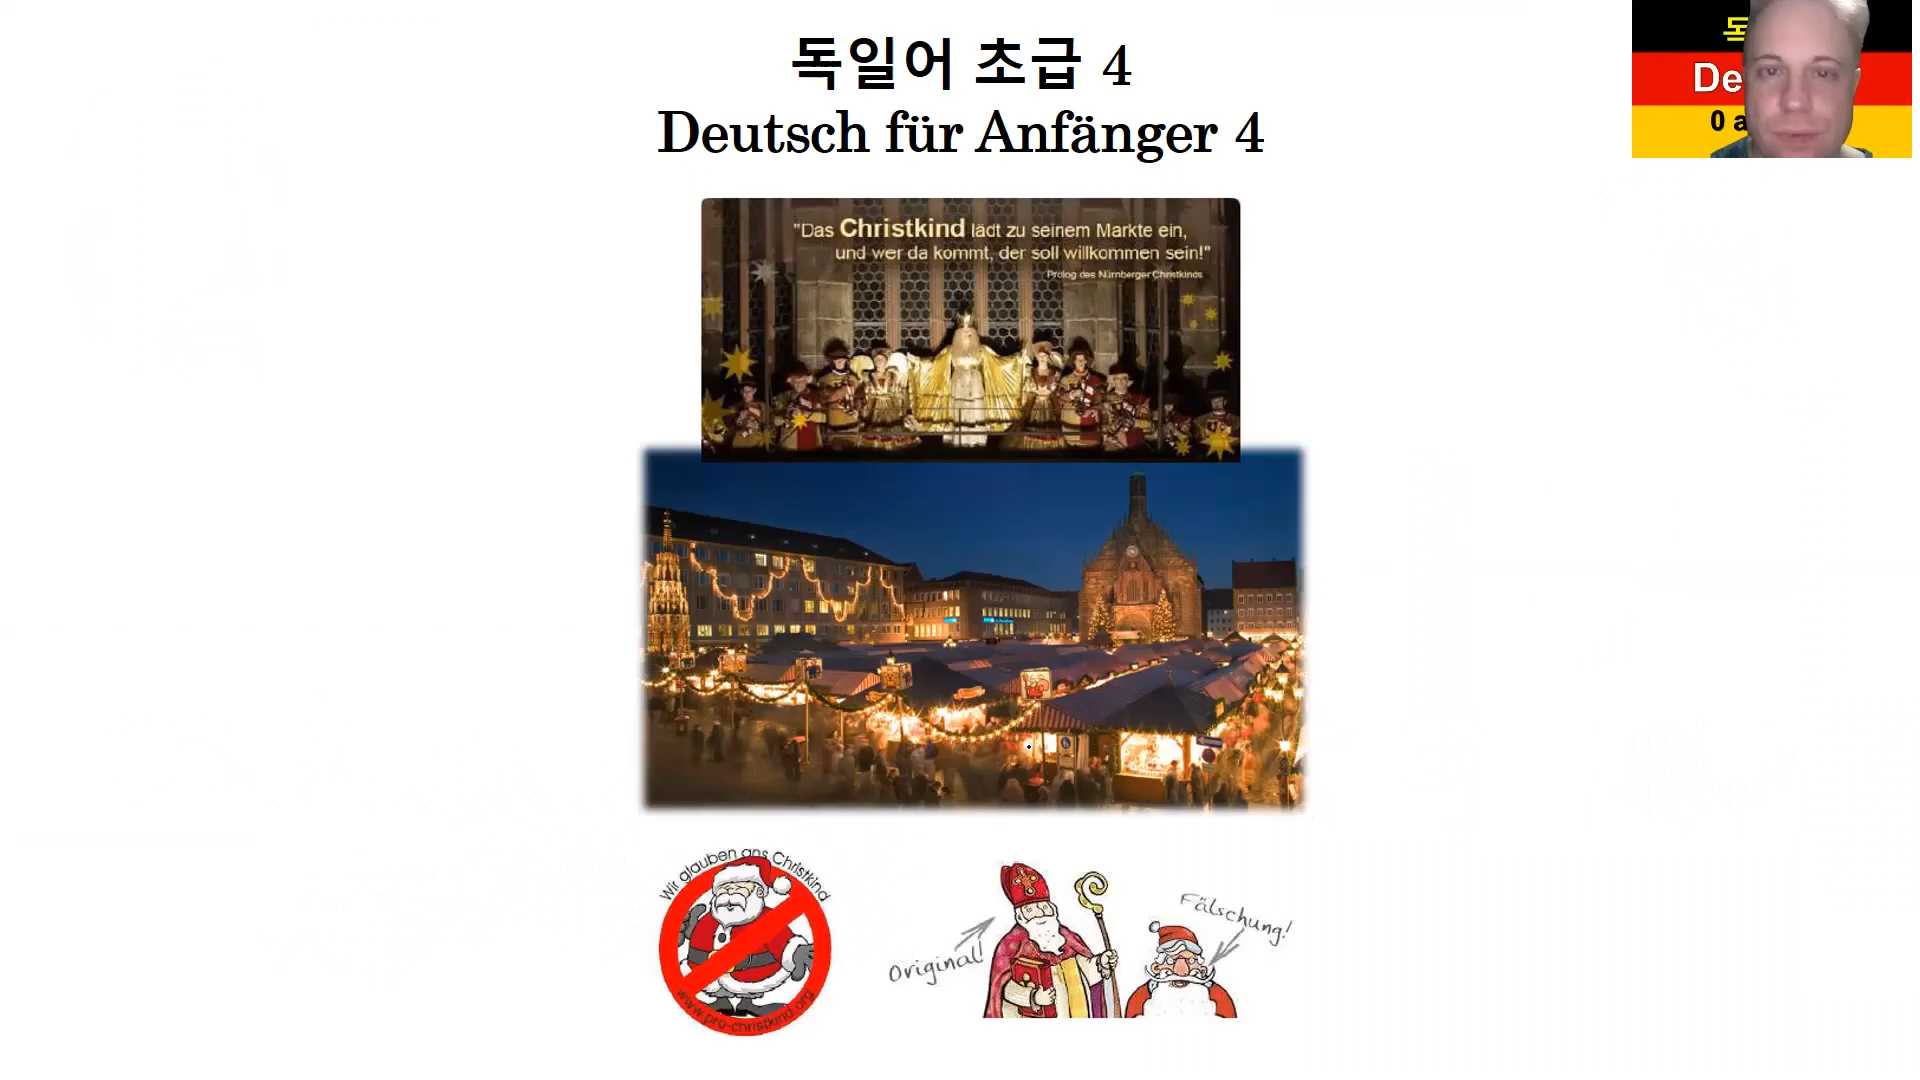 독일어 초급 4
Deutsch für Anfänger 4
De
0 a
"Das Christkind lädt zu seinem Markte ein,
und wer da kommt, der soll willkommen sein!"
Prolog des Nürnberger Christkinds
Wir glauben ans Christkind
www.pro-christkind.org
Original!
Fälschung!